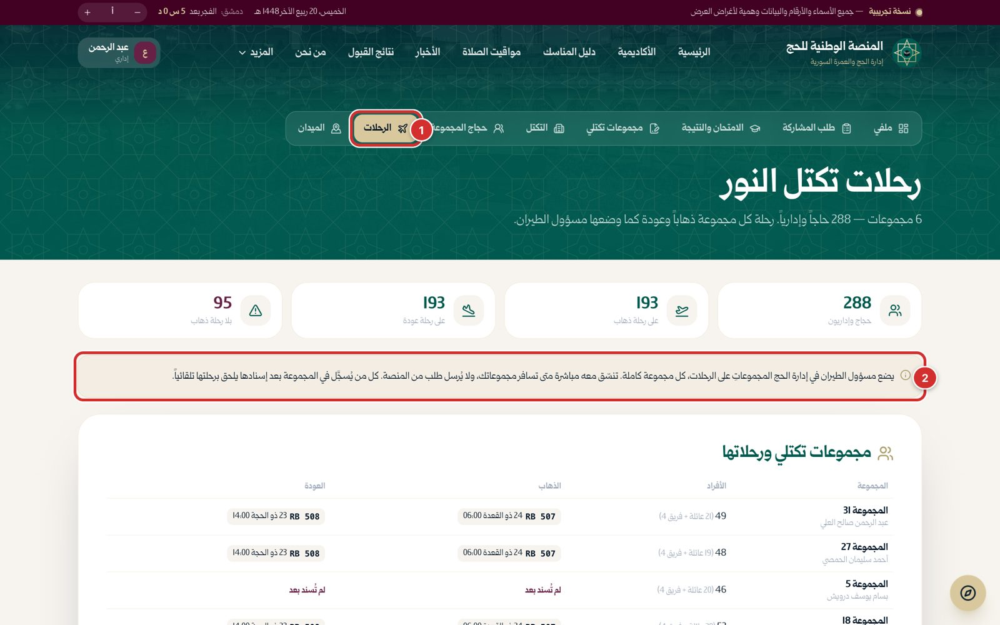 نسخة تجريبية — جميع الأسماء والأرقام والبيانات وهمية لأغراض العرض
الخميس، 20 ربيع الآخر 1448 هـ
دمشق: الفجر بعد 5 س 0 د
– أ +
المنصة الوطنية للحج
إدارة الحج والعمرة السورية
الرئيسية الأكاديمية دليل المناسك مواقيت الصلاة الأخبار نتائج القبول من نحن المزيد
ع
عبد الرحمن
إداري
ملفي طلب المشاركة الامتحان والنتيجة مجموعات تكتلي التكتل حجاج المجموعة 1 الرحلات الميدان
رحلات تكتل النور
6 مجموعات — 288 حاجاً وإدارياً. رحلة كل مجموعة ذهاباً وعودة كما وضعها مسؤول الطيران.
288
حجاج وإداريون
193
على رحلة ذهاب
193
على رحلة عودة
95
بلا رحلة ذهاب
2
يضع مسؤول الطيران في إدارة الحج المجموعاتِ على الرحلات، كل مجموعة كاملة. تنسّق معه مباشرة متى تسافر مجموعاتك، ولا يُرسل طلب من المنصة. كل من يُسجَّل في المجموعة بعد إسنادها يلحق برحلتها تلقائياً.
مجموعات تكتلي ورحلاتها
المجموعة الأفراد الذهاب العودة
المجموعة 31
عبد الرحمن صالح العلي
49 (21 عائلة + فريق 4)
RB 507 24 ذو القعدة 06:00
RB 508 23 ذو الحجة 14:00
المجموعة 27
أحمد سليمان الحمصي
48 (19 عائلة + فريق 4)
RB 507 24 ذو القعدة 06:00
RB 508 23 ذو الحجة 14:00
المجموعة 5
بسام يوسف درويش
46 (20 عائلة + فريق 4)
لم تُسند بعد
لم تُسند بعد
المجموعة 18